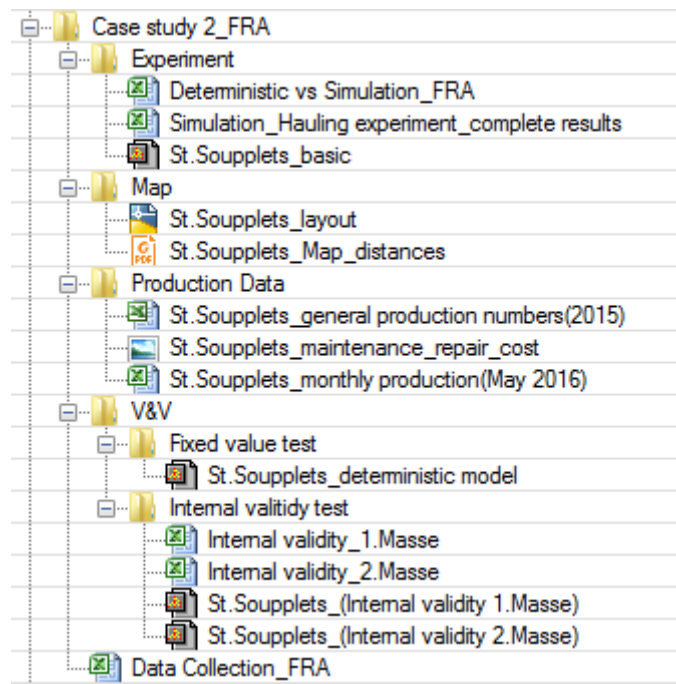 Case study 2_FRA
Experiment
Deterministic vs Simulation_FRA
Simulation_Hauling experiment_complete results
St.Soupplets_basic
Map
St.Soupplets_layout
St.Soupplets_Map_distances
Production Data
St.Soupplets_general production numbers(2015)
St.Soupplets_maintenance_repair_cost
St.Soupplets_monthly production(May 2016)
V&V
Fixed value test
St.Soupplets_deterministic model
Internal valitidy test
Internal validity_1.Masse
Internal validity_2.Masse
St.Soupplets_(Internal validity 1.Masse)
St.Soupplets_(Internal validity 2.Masse)
Data Collection_FRA